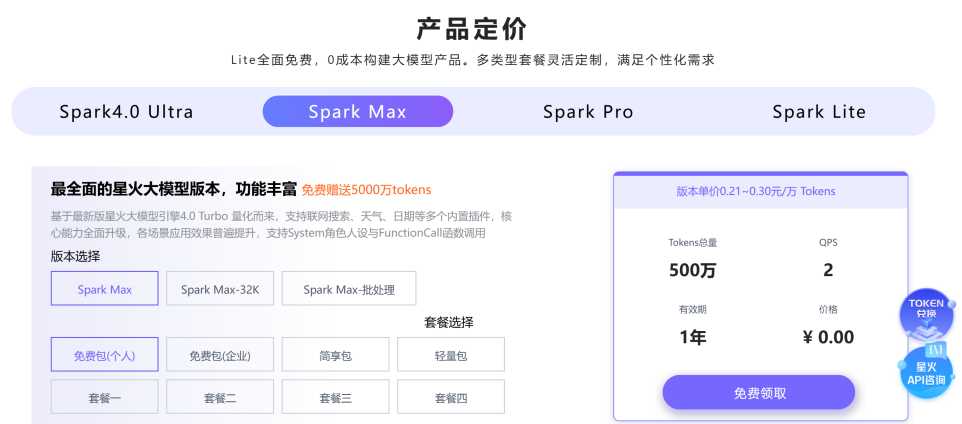 产品定价
Lite全面免费，0成本构建大模型产品。多类型套餐灵活定制，满足个性化需求
Spark4.0 Ultra
Spark Max
Spark Pro
Spark Lite
最全面的星火大模型版本，功能丰富 免费赠送5000万tokens
基于最新版星火大模型引擎4.0 Turbo 量化而来，支持联网搜索、天气、日期等多个内置插件，核
心能力全面升级，各场景应用效果普遍提升，支持System角色人设与FunctionCall函数调用
版本选择
Spark Max
Spark Max-32K
Spark Max-批处理
套餐选择
免费包(个人)
免费包(企业)
简享包
轻量包
套餐一
套餐二
套餐三
套餐四
版本单价0.21~0.30元/万 Tokens
Tokens总量
QPS
500万
2
有效期
价格
1年
¥ 0.00
免费领取
TOKEN
兑换
星火
API咨询